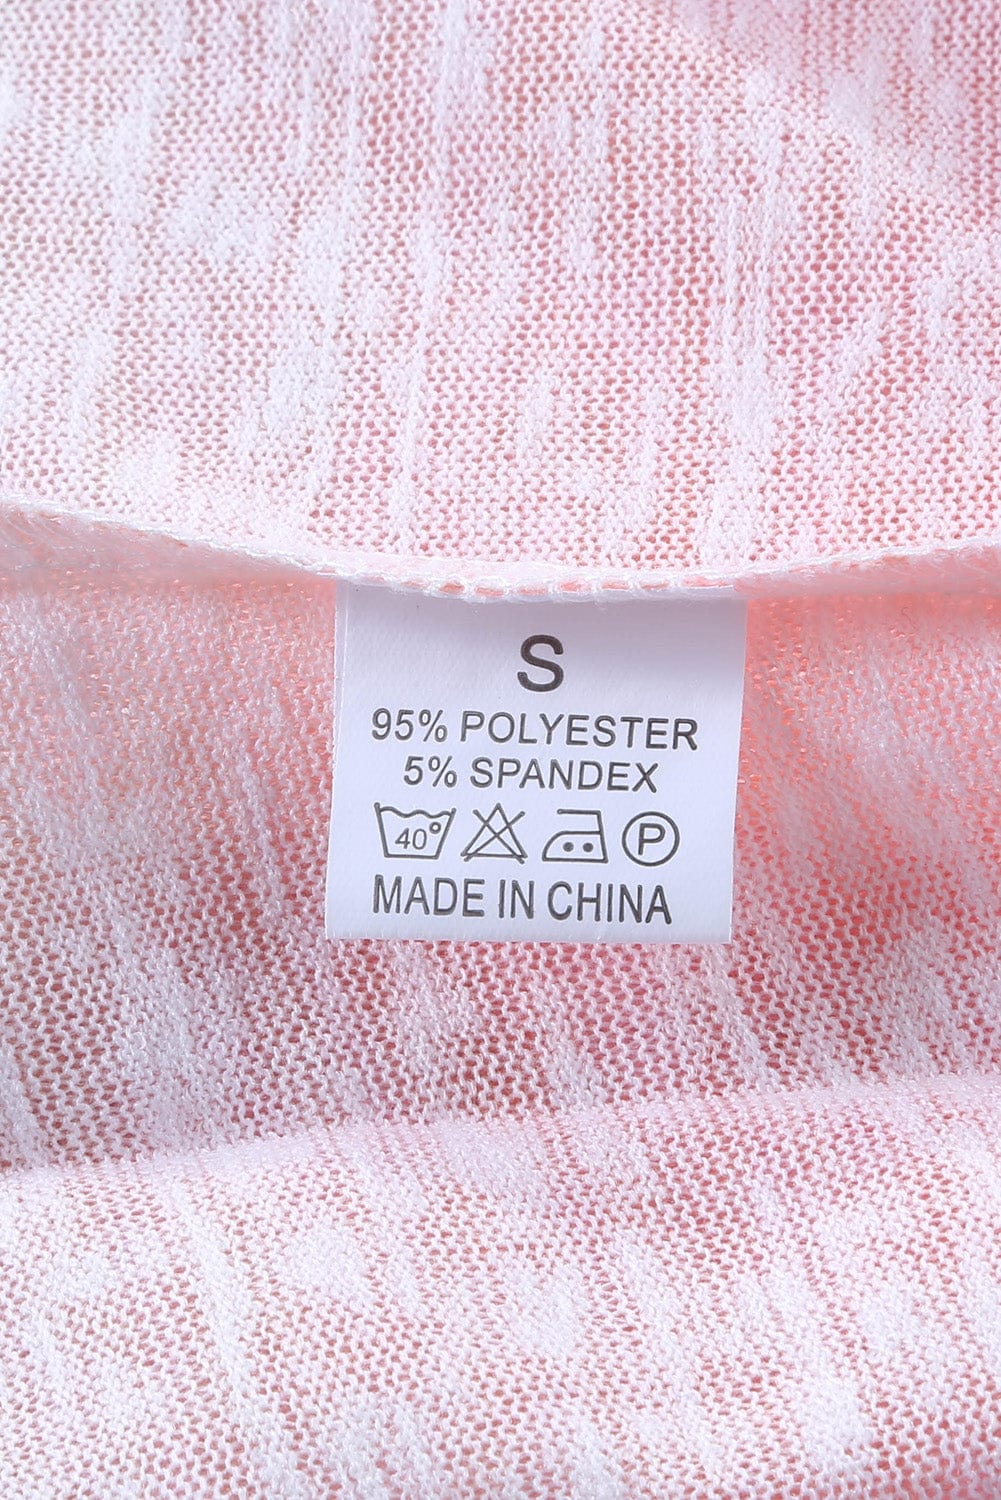 S
95% POLYESTER
5% SPANDEX
40° P
MADE IN CHINA